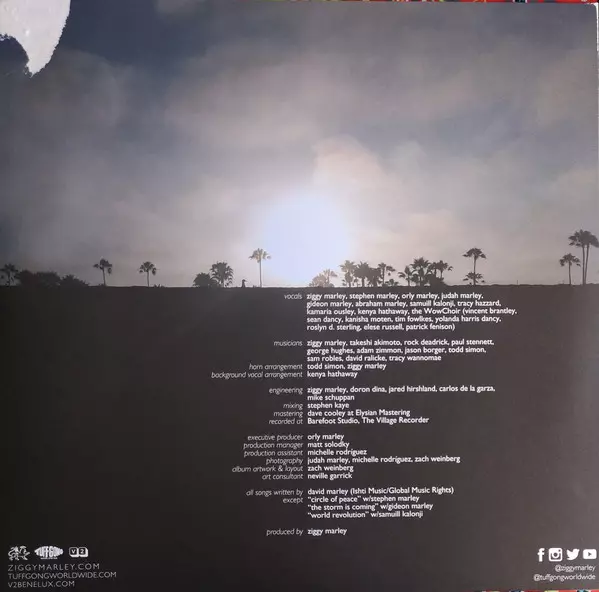 vocals ziggy marley, stephen marley, orly marley, judah marley,
gideon marley, abraham marley, samuill kalonji, tracy hazzard,
kamaria ousley, kenya hathaway, the WowChoir (vincent brantley,
sean dancy, kanisha moten, tim fowlkes, yolanda harris dancy,
roslyn d. sterling, elese russell, patrick fenison)
musicians ziggy marley, takeshi akimoto, rock deadrick, paul stennett,
george hughes, adam zimmon, jason borger, todd simon,
sam robles, david ralicke, tracy wannomae
horn arrangement todd simon, ziggy marley
background vocal arrangement kenya hathaway
engineering ziggy marley, doron dina, jared hirshland, carlos de la garza,
mike schuppan
mixing stephen kaye
mastering dave cooley at Elysian Mastering
recorded at Barefoot Studio, The Village Recorder
executive producer orly marley
production manager matt solodky
production assistant michelle rodríguez
photography judah marley, michelle rodríguez, zach weinberg
album artwork & layout zach weinberg
art consultant neville garrick
all songs written by david marley (Ishti Music/Global Music Rights)
except "circle of peace" w/stephen marley
"the storm is coming" w/gideon marley
"world revolution" w/samuill kalonji
produced by ziggy marley
TUFF GONG V2
ZIGGYMARLEY.COM
TUFFGONGWORLDWIDE.COM
V2BENELUX.COM
@ziggymarley
@tuffgongworldwide